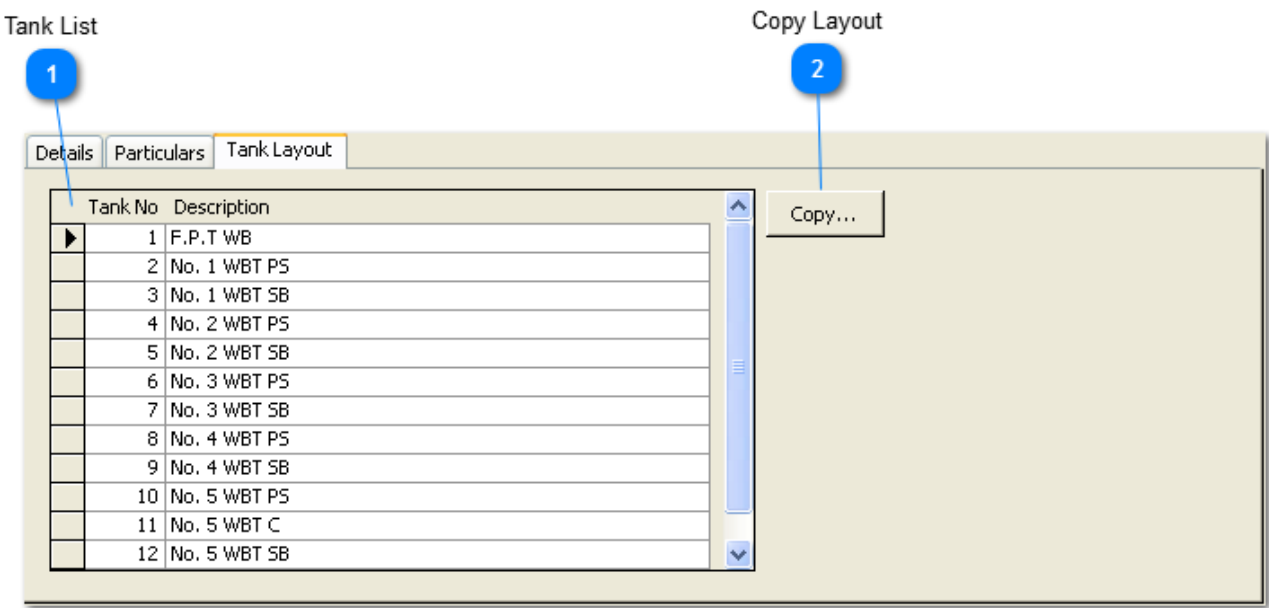 Tank List
Copy Layout
1
2
Details Particulars Tank Layout
Tank No Description
Copy...
1 F.P.T WB
2 No. 1 WBT PS
3 No. 1 WBT SB
4 No. 2 WBT PS
5 No. 2 WBT SB
6 No. 3 WBT PS
7 No. 3 WBT SB
8 No. 4 WBT PS
9 No. 4 WBT SB
10 No. 5 WBT PS
11 No. 5 WBT C
12 No. 5 WBT SB